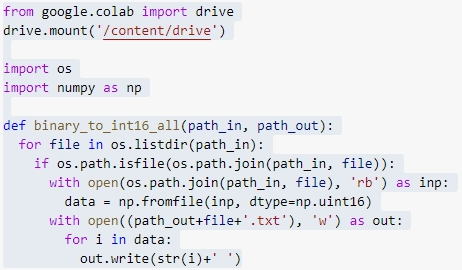 from google.colab import drive
drive.mount('/content/drive')
import os
import numpy as np
def binary_to_int16_all(path_in, path_out):
for file in os.listdir(path_in):
if os.path.isfile(os.path.join(path_in, file)):
with open(os.path.join(path_in, file), 'rb') as inp:
data = np.fromfile(inp, dtype=np.uint16)
with open((path_out+file+'.txt'), 'w') as out:
for i in data:
out.write(str(i)+' ')